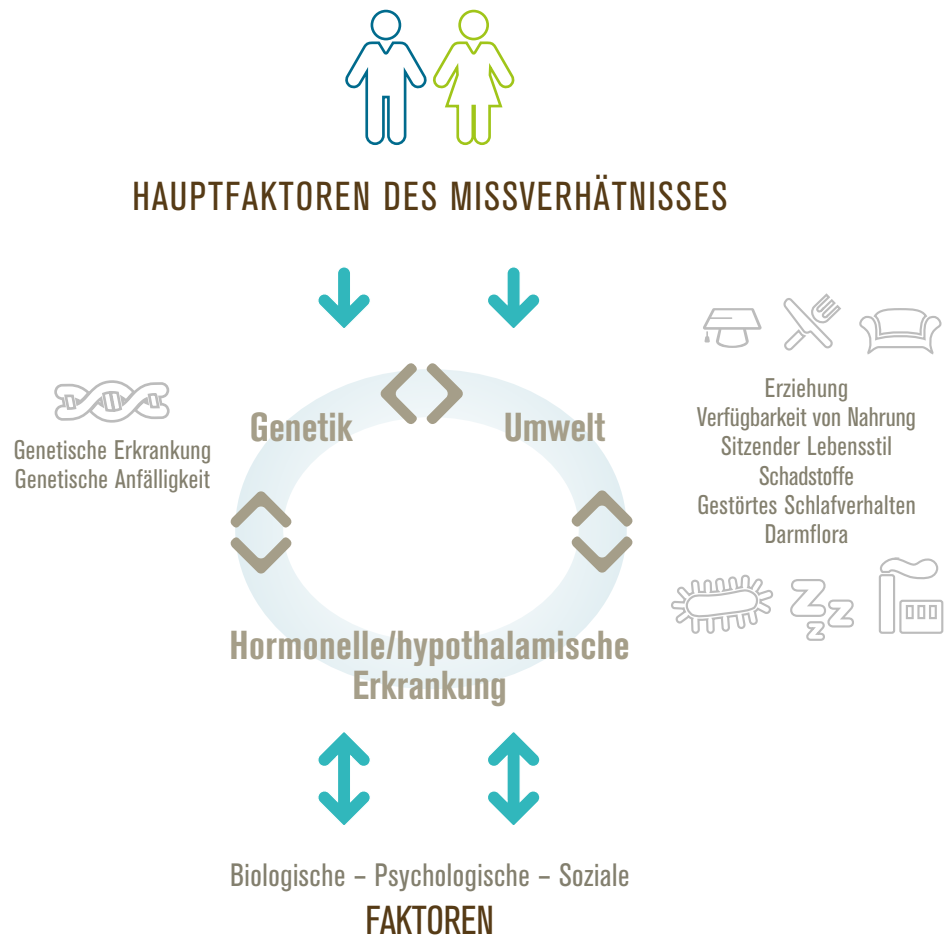 HAUPTFAKTOREN DES MISSVERHÄTNISSES
Genetische Erkrankung
Genetische Anfälligkeit
Genetik
Umwelt
Erziehung
Verfügbarkeit von Nahrung
Sitzender Lebensstil
Schadstoffe
Gestörtes Schlafverhalten
Darmflora
ZZZ
Hormonelle/hypothalamische
Erkrankung
Biologische – Psychologische – Soziale
FAKTOREN